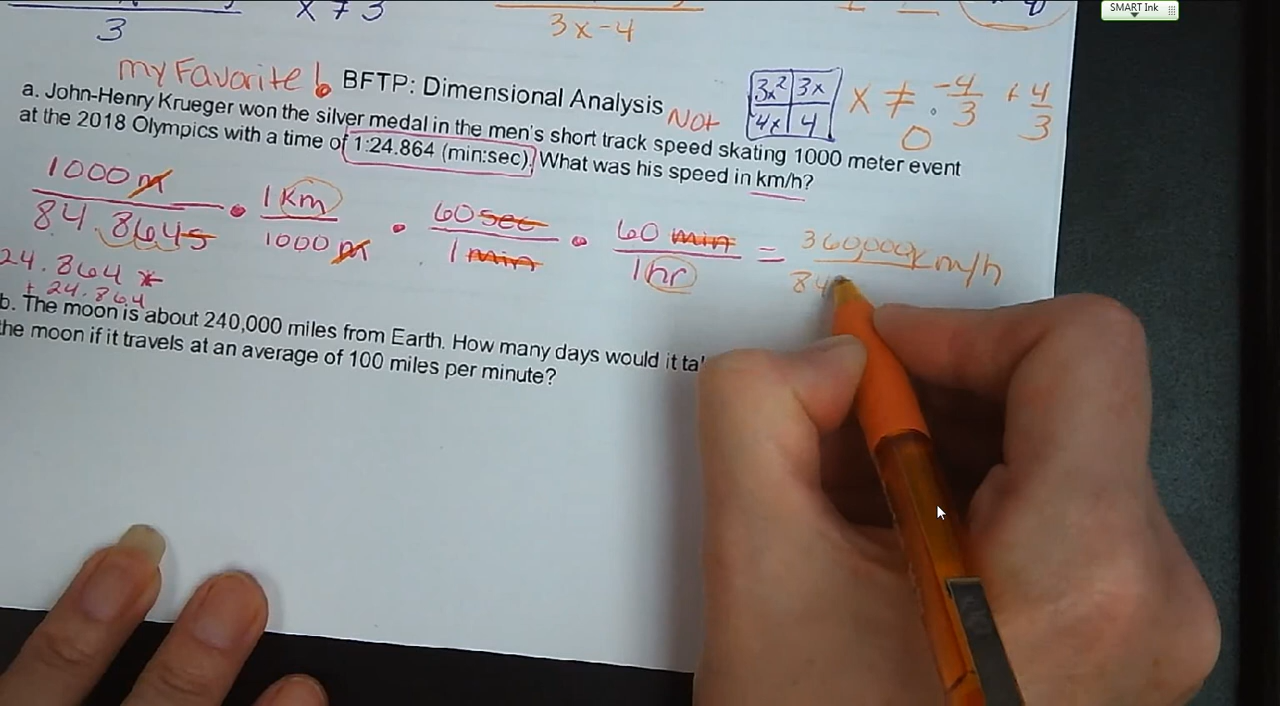 SMART Ink
3
x ≠ 3
3x-4
my Favorite
BFTP: Dimensional Analysis
Not
3x² 3x
4x 4
x ≠ -4/3 + 4/3
0
a. John-Henry Krueger won the silver medal in the men's short track speed skating 1000 meter event
at the 2018 Olympics with a time of 1:24.864 (min:sec). What was his speed in km/h?
1000 m / 84.864 s • 1 Km / 1000 m • 60 sec / 1 min • 60 min / 1 hr = km/h
24.864
+ 24.864
b. The moon is about 240,000 miles from Earth. How many days would it
the moon if it travels at an average of 100 miles per minute?